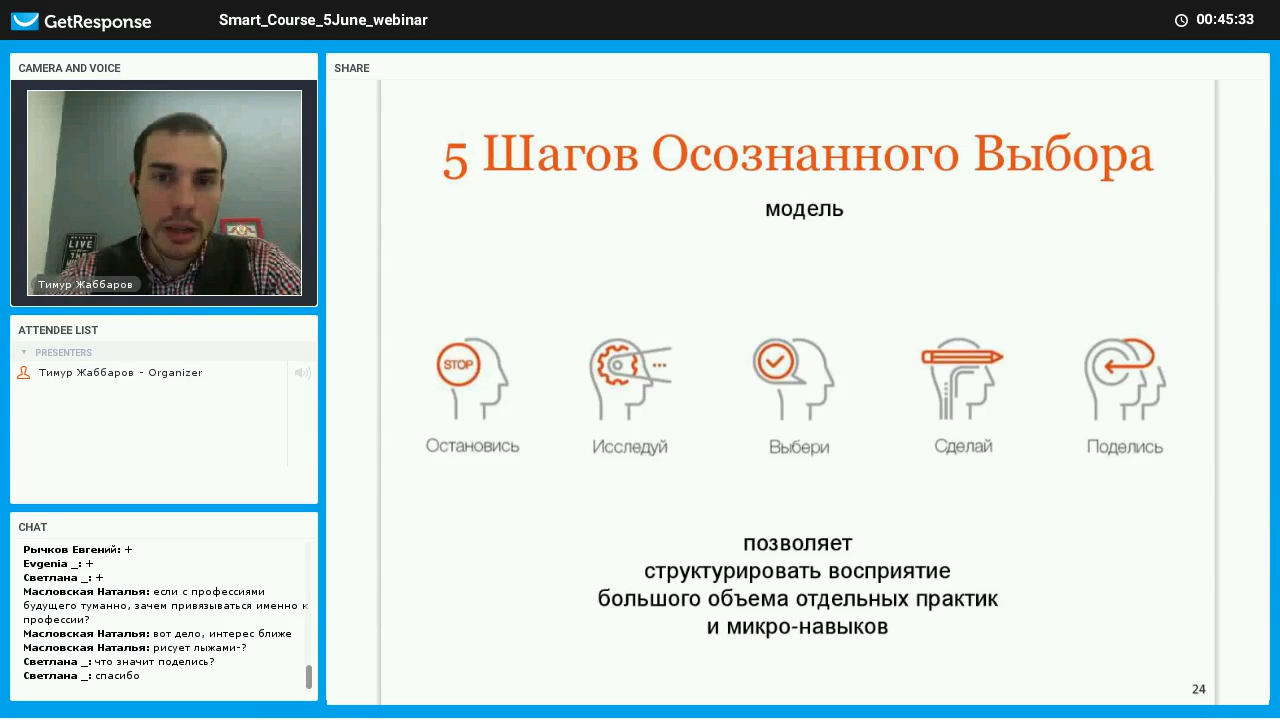 GetResponse
Smart_Course_5June_webinar
00:45:33
CAMERA AND VOICE
LIVE
Тимур Жаббаров
ATTENDEE LIST
PRESENTERS
Тимур Жаббаров - Organizer
CHAT
Рычков Евгений: +
Evgenia _: +
Светлана _: +
Масловская Наталья: если с профессиями
будущего туманно, зачем привязываться именно к
профессии?
Масловская Наталья: вот дело, интерес ближе
Масловская Наталья: рисует лыжами-?
Светлана _: что значит поделись?
Светлана _: спасибо
SHARE
5 Шагов Осознанного Выбора
модель
STOP
Остановись
Исследуй
Выбери
Сделай
Поделись
позволяет
структурировать восприятие
большого объема отдельных практик
и микро-навыков
24